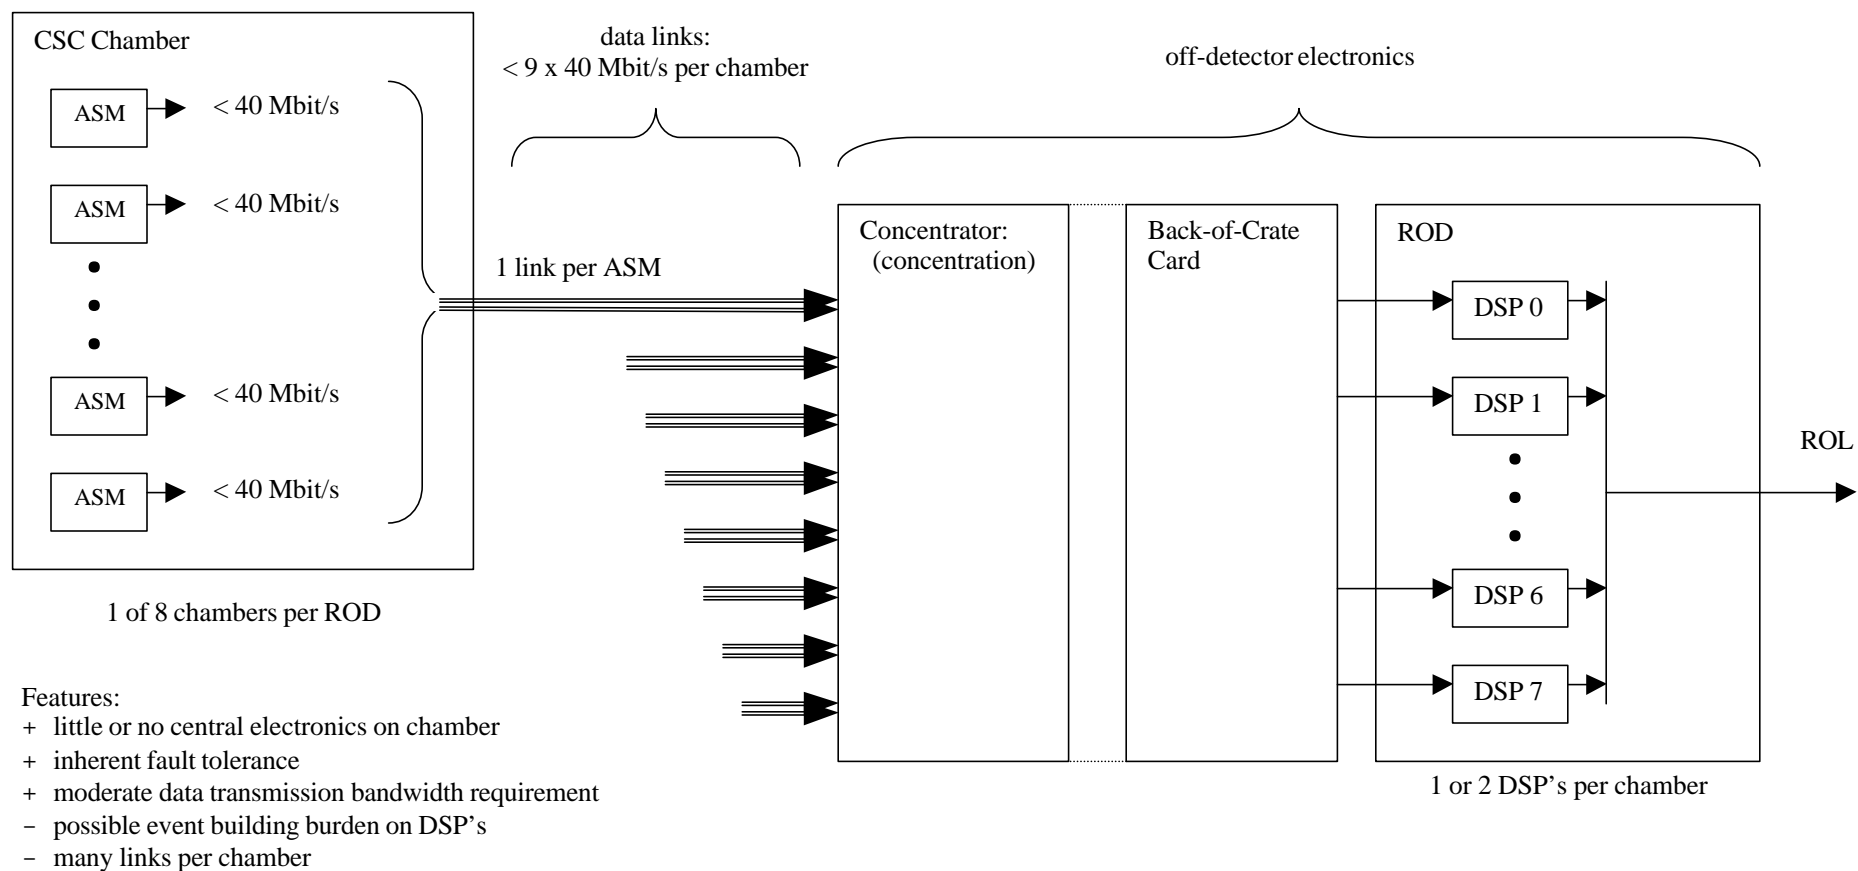 CSC Chamber
ASM
< 40 Mbit/s
ASM
< 40 Mbit/s
ASM
< 40 Mbit/s
ASM
< 40 Mbit/s
1 of 8 chambers per ROD
data links:
< 9 x 40 Mbit/s per chamber
1 link per ASM
off-detector electronics
Concentrator:
(concentration)
Back-of-Crate
Card
ROD
DSP 0
DSP 1
DSP 6
DSP 7
ROL
1 or 2 DSP’s per chamber
Features:
+ little or no central electronics on chamber
+ inherent fault tolerance
+ moderate data transmission bandwidth requirement
− possible event building burden on DSP’s
− many links per chamber